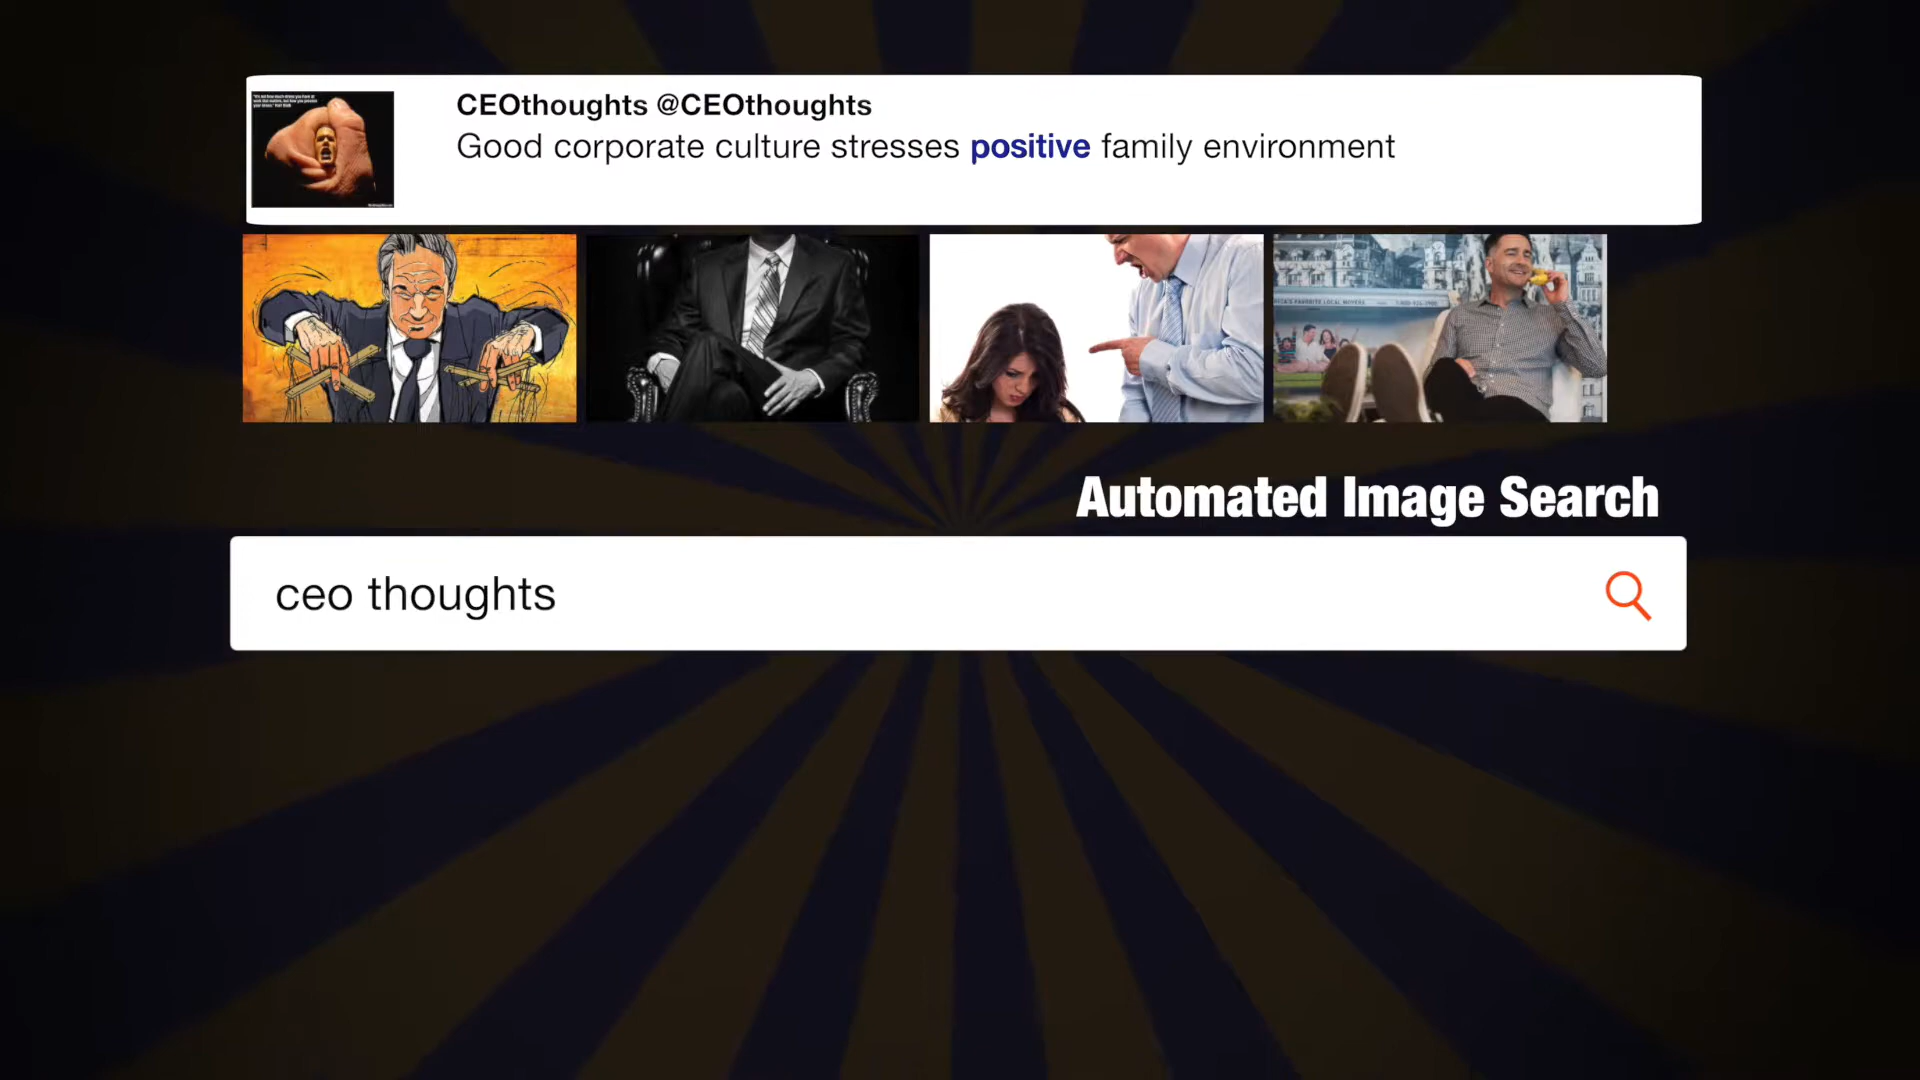 CEOthoughts @CEOthoughts
Good corporate culture stresses positive family environment
Automated Image Search
ceo thoughts